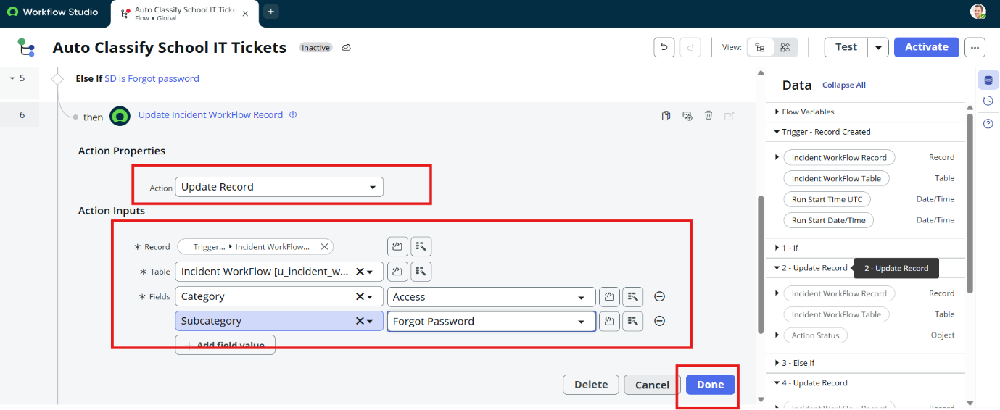 Workflow Studio
Auto Classify School IT Ticke
Flow • Global
Auto Classify School IT Tickets
Inactive
View:
Test
Activate
5
Else If SD is Forgot password
6
then
Update Incident WorkFlow Record
Action Properties
Action
Update Record
Action Inputs
* Record
Trigger... ▸ Incident WorkFlow...
* Table
Incident WorkFlow [u_incident_w...
* Fields
Category
Access
Subcategory
Forgot Password
+ Add field value
Delete
Cancel
Done
Data
Collapse All
Flow Variables
Trigger - Record Created
Incident WorkFlow Record Record
Incident WorkFlow Table Table
Run Start Time UTC Date/Time
Run Start Date/Time Date/Time
1 - If
2 - Update Record
2 - Update Record
Incident WorkFlow Record Record
Incident WorkFlow Table Table
Action Status Object
3 - Else If
4 - Update Record
Incident WorkFlow Record Record